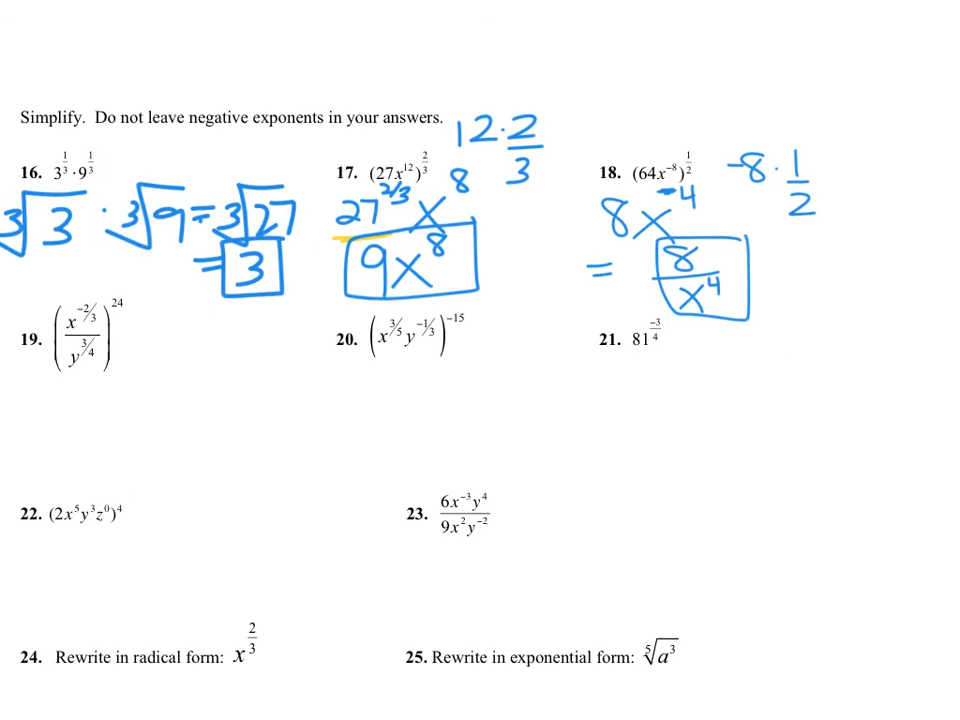 Simplify. Do not leave negative exponents in your answers.
12 · 2/3
16. 3^(1/3) · 9^(1/3)
17. (27x^12)^(2/3)
18. (64x^-8)^(1/2)
-8 · 1/2
∛3 · ∛9 = ∛27
27^(2/3) x^8
8x^-4
= 3
9x^8
= 8/x^4
19. (x^(-2/3) / y^(3/4))^24
20. (x^(3/5) y^(-1/3))^-15
21. 81^(-3/4)
22. (2x^5y^3z^0)^4
23. 6x^-3y^4 / 9x^2y^-2
24. Rewrite in radical form: x^(2/3)
25. Rewrite in exponential form: ⁵√a^3